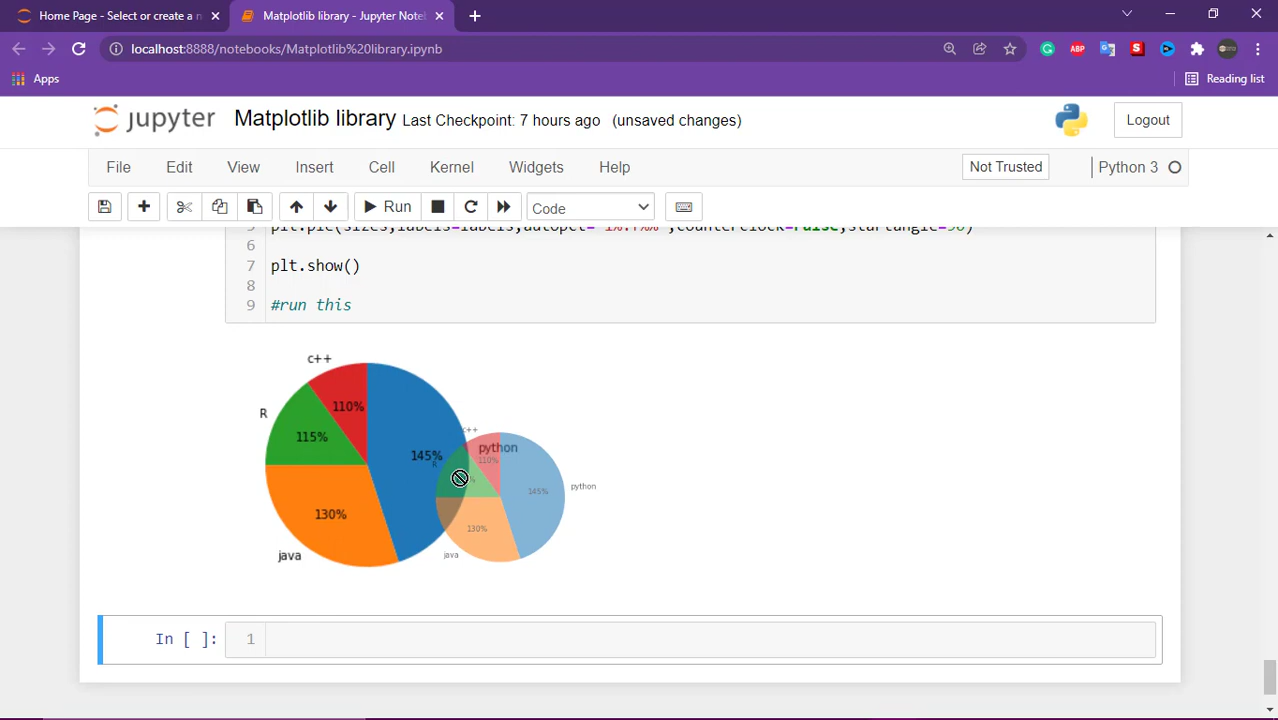 Home Page - Select or create a n
Matplotlib library - Jupyter Note
localhost:8888/notebooks/Matplotlib%20library.ipynb
ABP
Apps
Reading list
jupyter
Matplotlib library Last Checkpoint: 7 hours ago (unsaved changes)
Logout
File Edit View Insert Cell Kernel Widgets Help
Not Trusted
Python 3
Run
Code
6
7 plt.show()
8
9 #run this
c++
R
110%
115%
145%
130%
java
python
c++
R
110%
145%
python
130%
java
In [ ]:
1